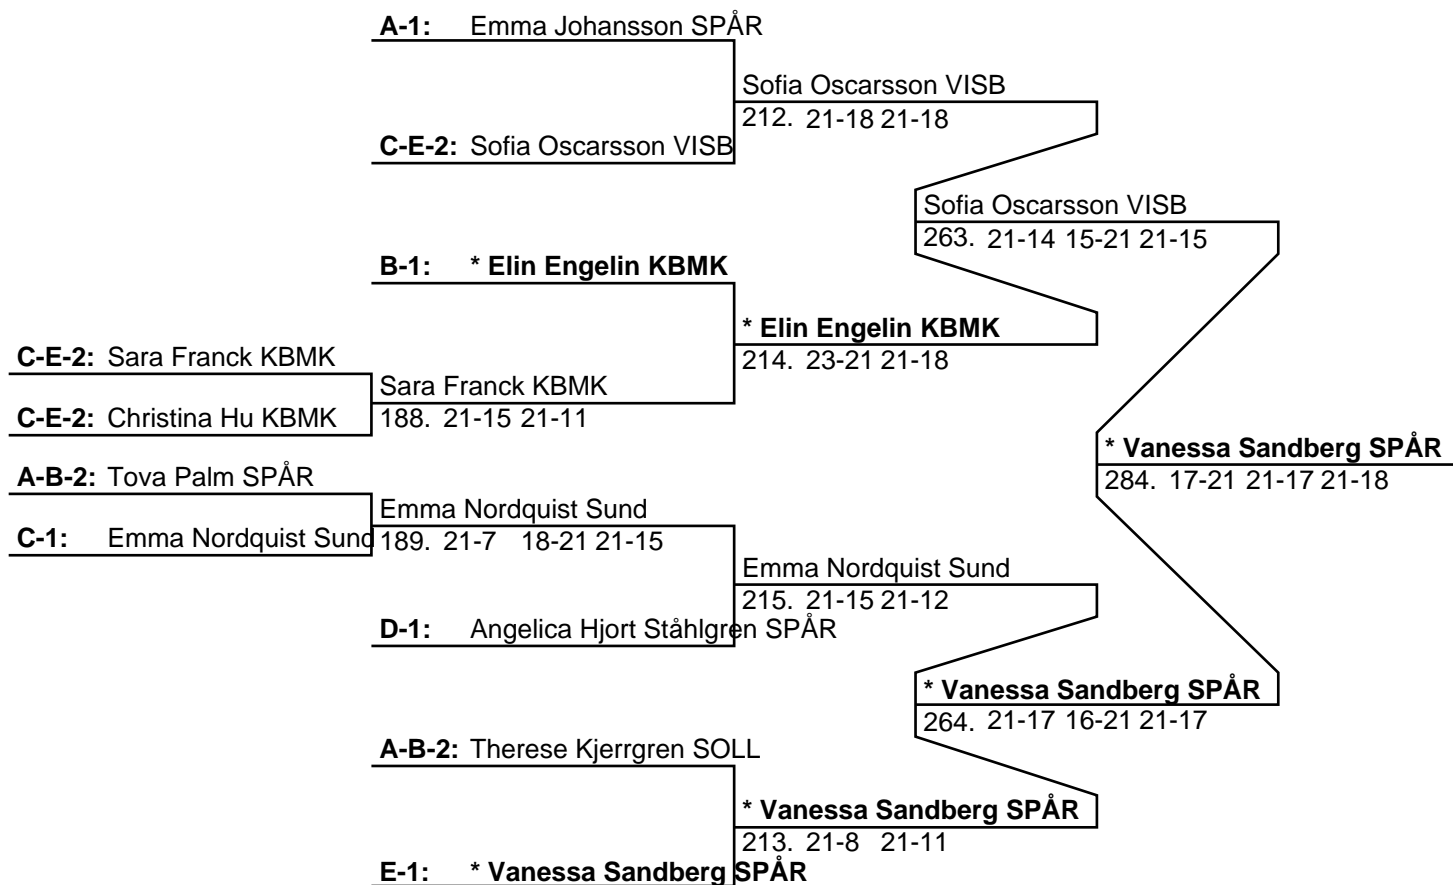 A-1: Emma Johansson SPÅR
Sofia Oscarsson VISB
212. 21-18 21-18
C-E-2: Sofia Oscarsson VISB
Sofia Oscarsson VISB
263. 21-14 15-21 21-15
B-1: * Elin Engelin KBMK
* Elin Engelin KBMK
214. 23-21 21-18
C-E-2: Sara Franck KBMK
Sara Franck KBMK
188. 21-15 21-11
C-E-2: Christina Hu KBMK
* Vanessa Sandberg SPÅR
284. 17-21 21-17 21-18
A-B-2: Tova Palm SPÅR
Emma Nordquist Sund
189. 21-7 18-21 21-15
C-1: Emma Nordquist Sund
Emma Nordquist Sund
215. 21-15 21-12
D-1: Angelica Hjort Ståhlgren SPÅR
* Vanessa Sandberg SPÅR
264. 21-17 16-21 21-17
A-B-2: Therese Kjerrgren SOLL
* Vanessa Sandberg SPÅR
213. 21-8 21-11
E-1: * Vanessa Sandberg SPÅR